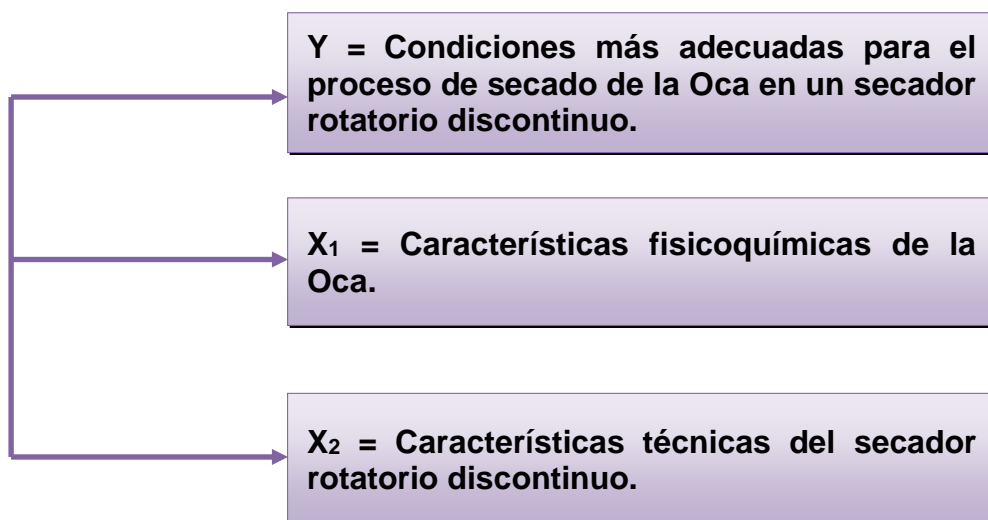 Y = Condiciones más adecuadas para el
proceso de secado de la Oca en un secador
rotatorio discontinuo.
X1 = Características fisicoquímicas de la
Oca.
X2 = Características técnicas del secador
rotatorio discontinuo.